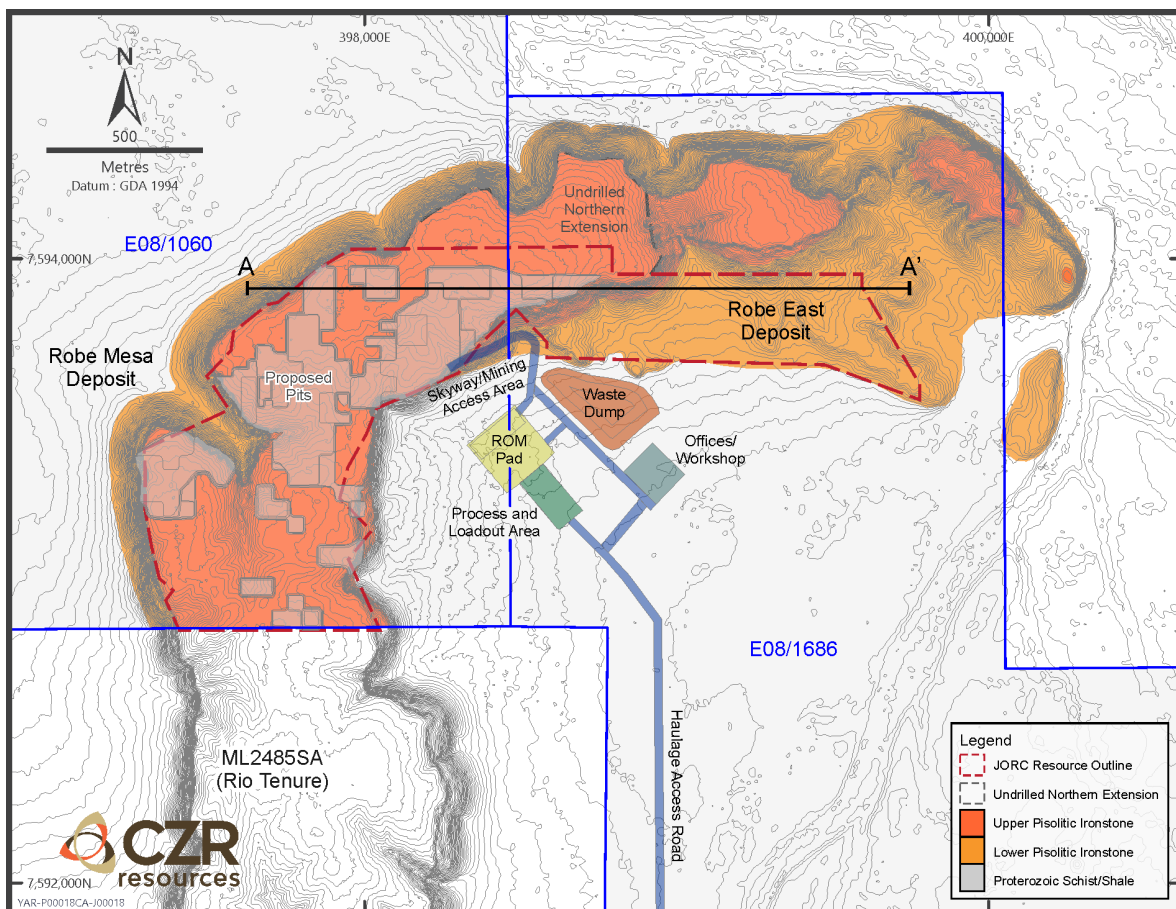 398,000E
400,000E
N
500
Metres
Datum : GDA 1994
Undrilled
Northern
Extension
E08/1060
7,594,000N
A
A'
Robe East
Deposit
Robe Mesa
Deposit
Proposed
Pits
Skyway/Mining
Access Area
Waste
Dump
ROM
Pad
Offices/
Workshop
Process and
Loadout Area
E08/1686
Haulage Access Road
ML2485SA
(Rio Tenure)
Legend
JORC Resource Outline
Undrilled Northern Extension
Upper Pisolitic Ironstone
Lower Pisolitic Ironstone
Proterozoic Schist/Shale
CZR
resources
7,592,000N
YAR-P00018CA-J00018